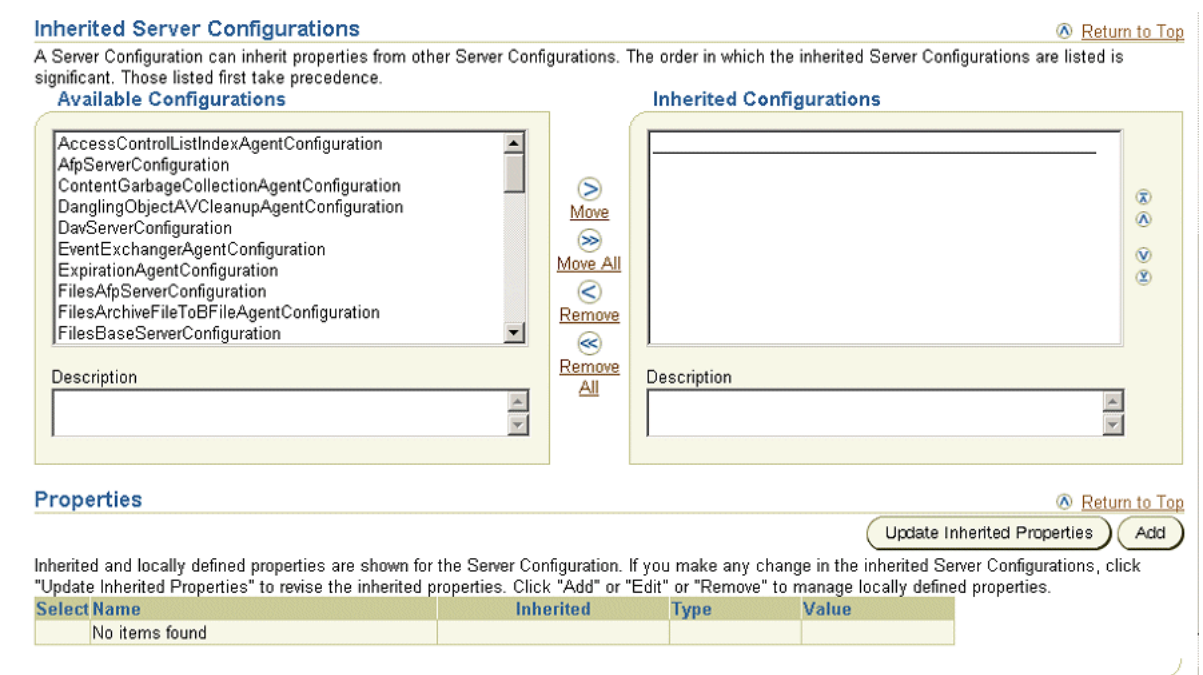 Inherited Server Configurations
Return to Top
A Server Configuration can inherit properties from other Server Configurations. The order in which the inherited Server Configurations are listed is
significant. Those listed first take precedence.
Available Configurations
AccessControlListIndexAgentConfiguration
AfpServerConfiguration
ContentGarbageCollectionAgentConfiguration
DanglingObjectAVCleanupAgentConfiguration
DavServerConfiguration
EventExchangerAgentConfiguration
ExpirationAgentConfiguration
FilesAfpServerConfiguration
FilesArchiveFileToBFileAgentConfiguration
FilesBaseServerConfiguration
Description
Move
Move All
Remove
Remove
All
Inherited Configurations
Description
Properties
Return to Top
Update Inherited Properties
Add
Inherited and locally defined properties are shown for the Server Configuration. If you make any change in the inherited Server Configurations, click
"Update Inherited Properties" to revise the inherited properties. Click "Add" or "Edit" or "Remove" to manage locally defined properties.
Select Name Inherited Type Value
No items found